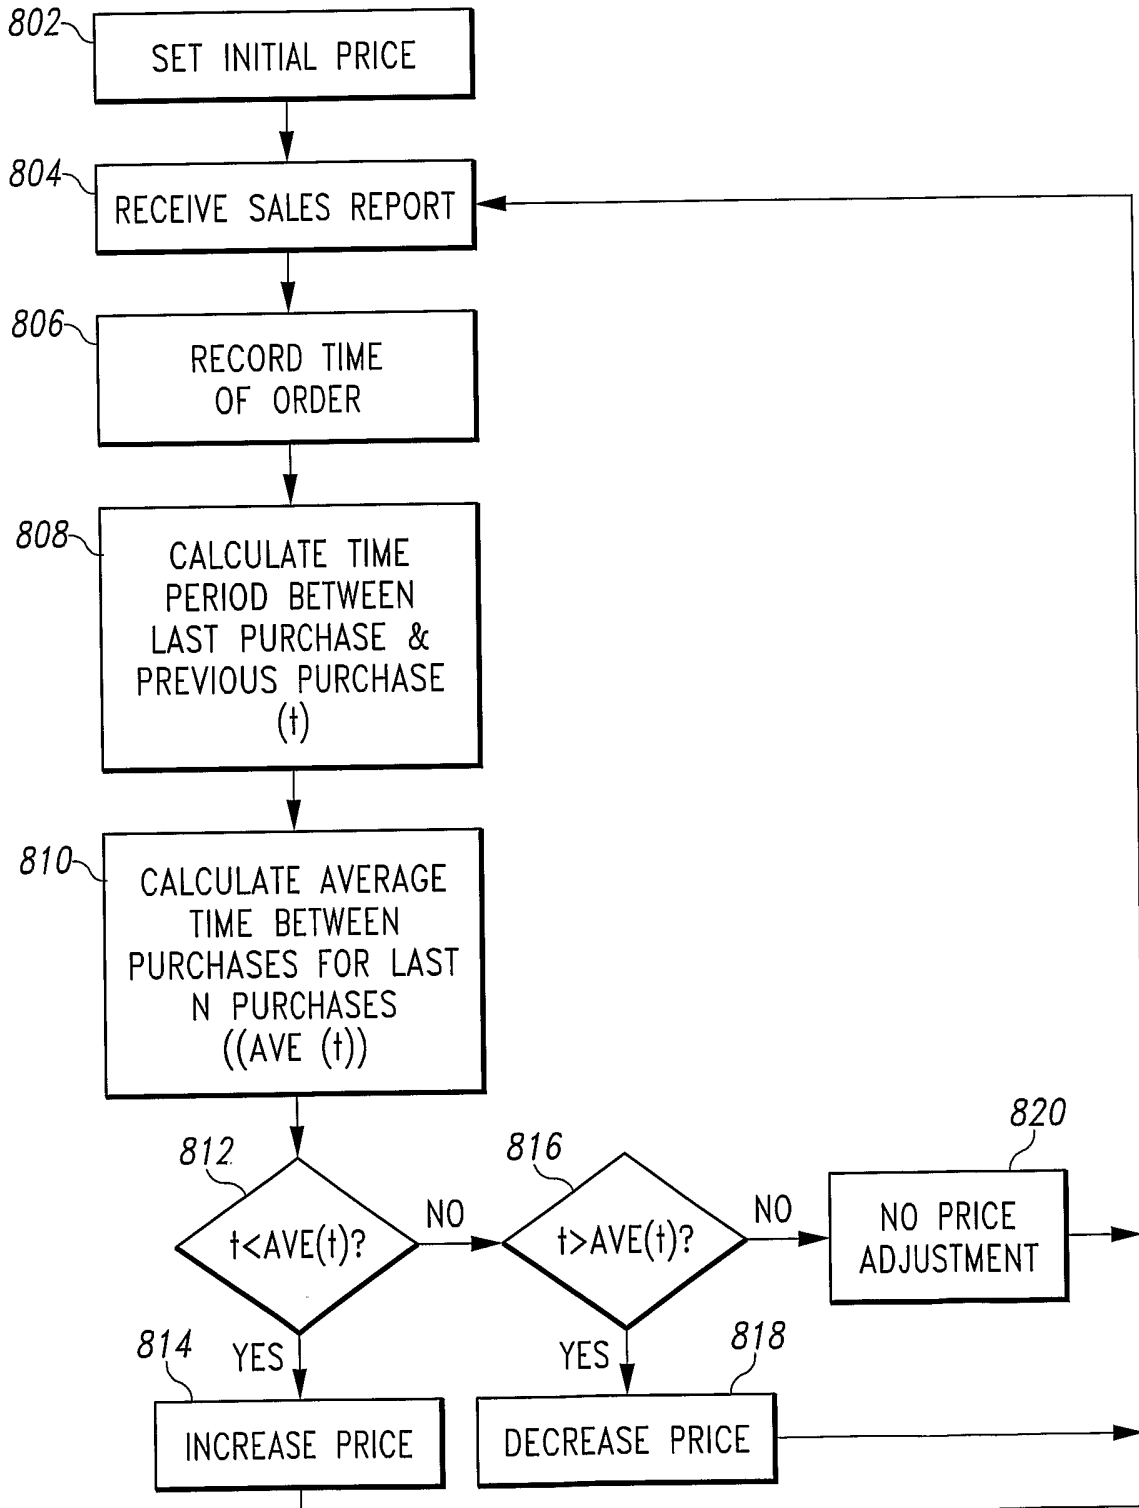 802
SET INITIAL PRICE
804
RECEIVE SALES REPORT
806
RECORD TIME
OF ORDER
808
CALCULATE TIME
PERIOD BETWEEN
LAST PURCHASE &
PREVIOUS PURCHASE
(t)
810
CALCULATE AVERAGE
TIME BETWEEN
PURCHASES FOR LAST
N PURCHASES
((AVE (t))
812
t<AVE(t)?
NO
816
t>AVE(t)?
NO
820
NO PRICE
ADJUSTMENT
YES
814
INCREASE PRICE
YES
818
DECREASE PRICE